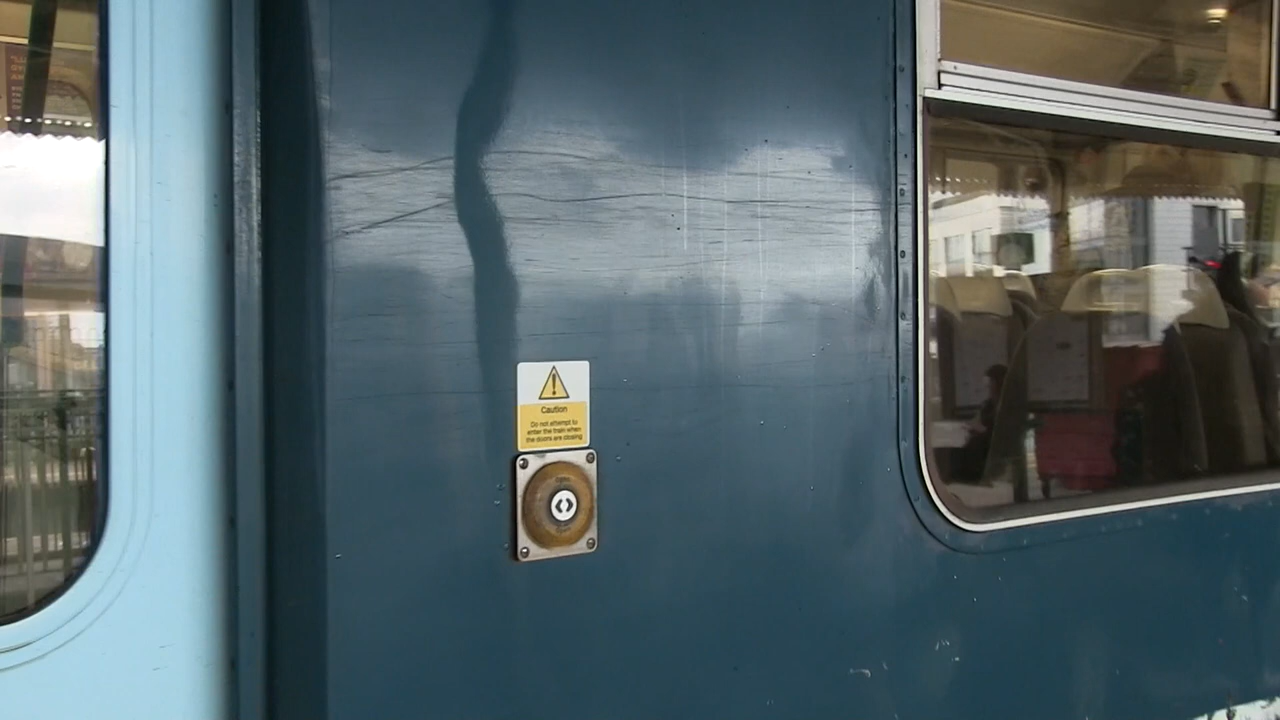 Caution
Do not attempt to
enter the train when
the doors are closing